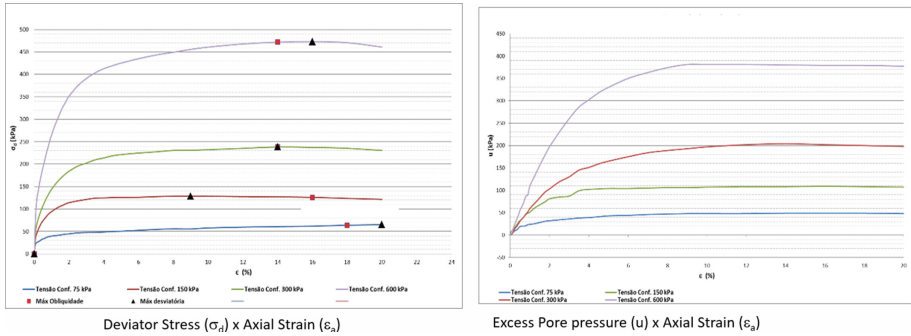 500
450
400
350
300
250
200
150
100
50
0
σd (kPa)
0 2 4 6 8 10 12 14 16 18 20 22 24
ε (%)
Tensão Conf. 75 kPa Tensão Conf. 150 kPa Tensão Conf. 300 kPa Tensão Conf. 600 kPa
Máx Obliquidade Máx desviatória
Deviator Stress (σd) x Axial Strain (εa)
450
400
350
300
250
200
150
100
50
0
-50
u (kPa)
0 2 4 6 8 10 12 14 16 18 20
ε (%)
Tensão Conf. 75 kPa Tensão Conf. 150 kPa
Tensão Conf. 300 kPa Tensão Conf. 600 kPa
Excess Pore pressure (u) x Axial Strain (εa)